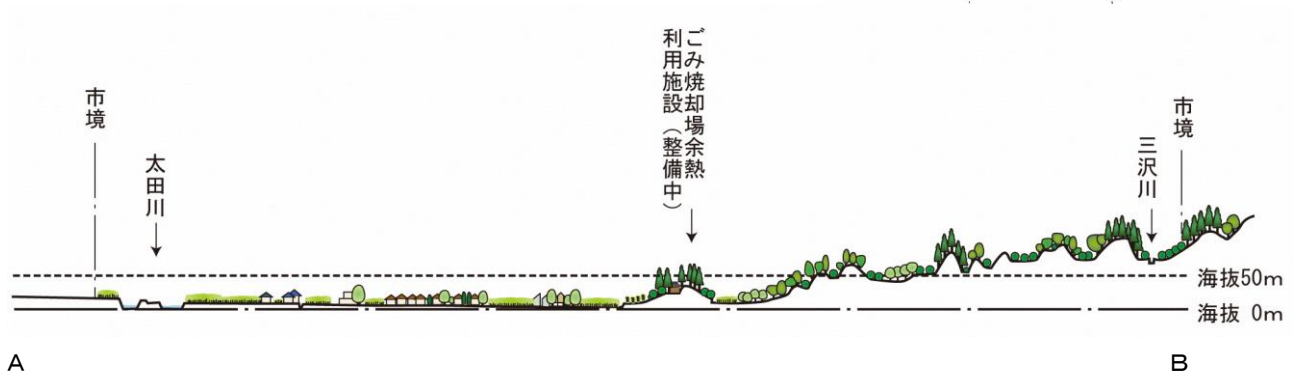 市境
太田川
ごみ焼却場余熱
利用施設（整備中）
三沢川
市境
海抜50m
海抜 0m
A
B